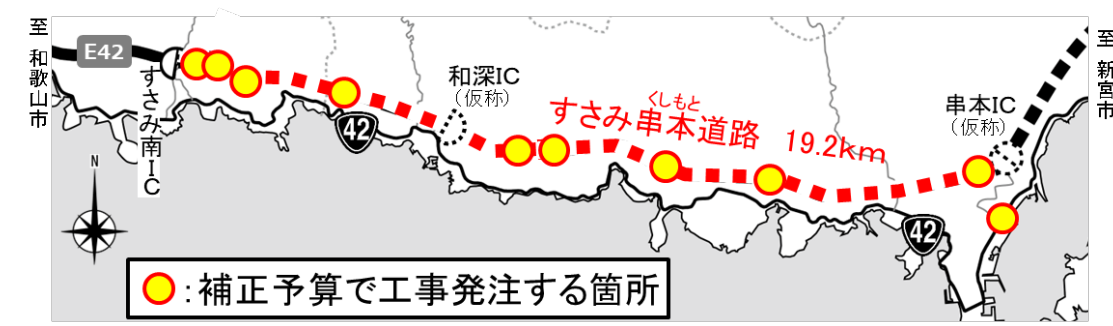 至 和歌山市
E42
すさみ南IC
和深IC
（仮称）
42
くしもと
すさみ串本道路 19.2km
串本IC
（仮称）
至 新宮市
N
42
：補正予算で工事発注する箇所